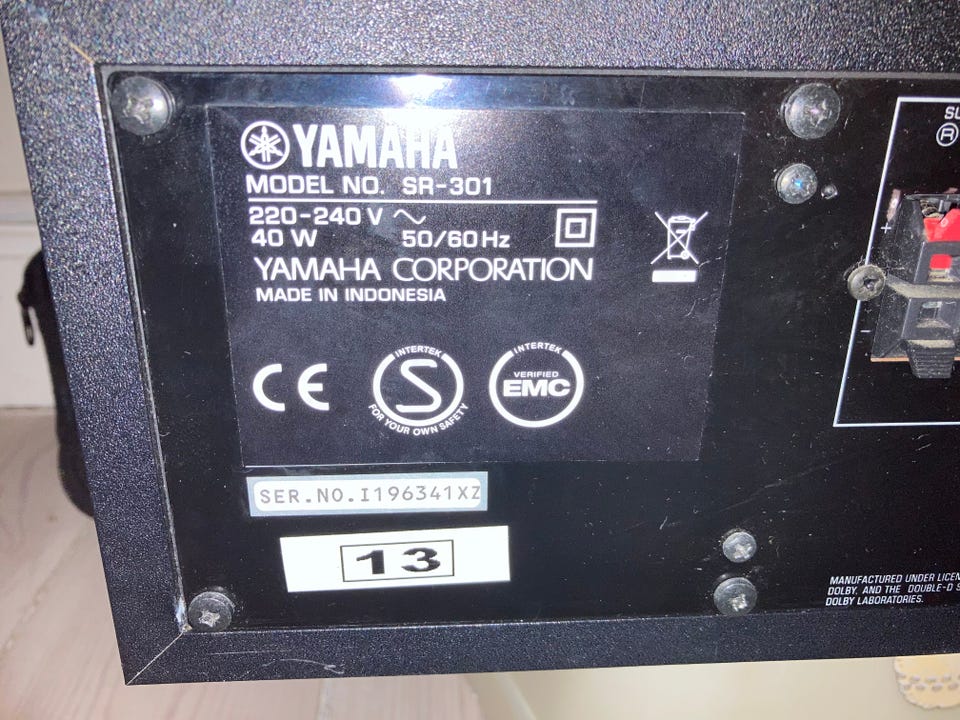 YAMAHA
MODEL NO. SR-301
220-240 V
40 W 50/60 Hz
YAMAHA CORPORATION
MADE IN INDONESIA
CE
INTERTEK
S
FOR YOUR OWN SAFETY
INTERTEK
VERIFIED
EMC
SER.NO.I196341XZ
13
R
+
-
MANUFACTURED UNDER
DOLBY, AND THE DOUBLE-D
DOLBY LABORATORIES.